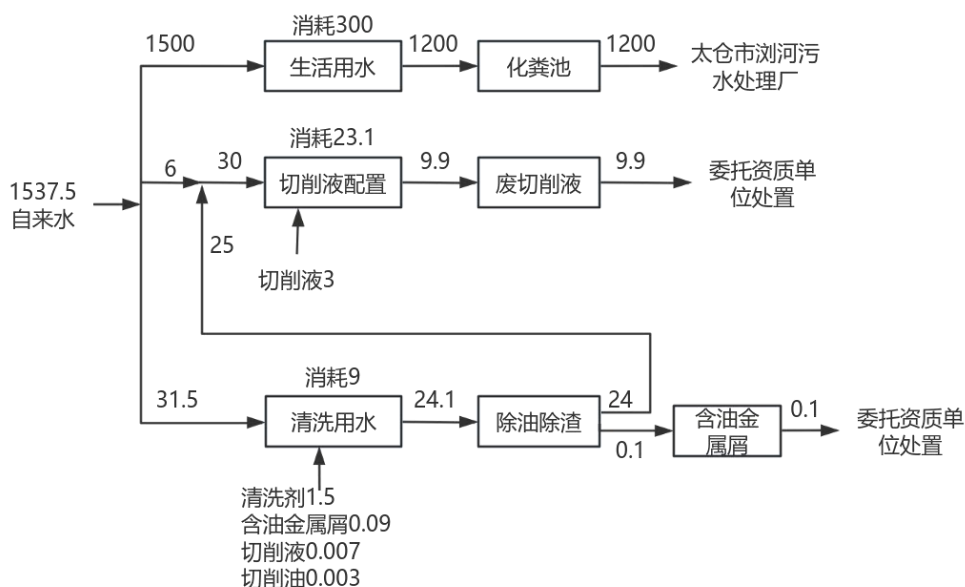 消耗300
1500
生活用水
1200
化粪池
1200
太仓市浏河污
水处理厂
消耗23.1
6
30
切削液配置
9.9
废切削液
9.9
委托资质单
位处置
1537.5
自来水
25
切削液3
消耗9
31.5
清洗用水
24.1
除油除渣
24
0.1
含油金
属屑
0.1
委托资质单
位处置
清洗剂1.5
含油金属屑0.09
切削液0.007
切削油0.003